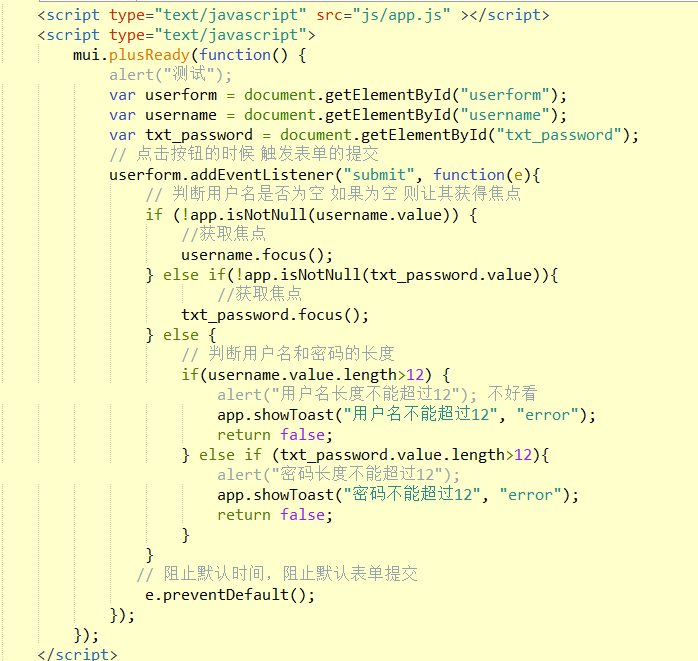 <script type="text/javascript" src="js/app.js" ></script>
<script type="text/javascript">
mui.plusReady(function() {
alert("测试");
var userform = document.getElementById("userform");
var username = document.getElementById("username");
var txt_password = document.getElementById("txt_password");
// 点击按钮的时候 触发表单的提交
userform.addEventListener("submit", function(e){
// 判断用户名是否为空 如果为空 则让其获得焦点
if (!app.isNotNull(username.value)) {
//获取焦点
username.focus();
} else if(!app.isNotNull(txt_password.value)){
//获取焦点
txt_password.focus();
} else {
// 判断用户名和密码的长度
if(username.value.length>12) {
alert("用户名长度不能超过12"); 不好看
app.showToast("用户名不能超过12", "error");
return false;
} else if (txt_password.value.length>12){
alert("密码长度不能超过12");
app.showToast("密码不能超过12", "error");
return false;
}
}
// 阻止默认时间，阻止默认表单提交
e.preventDefault();
});
});
</script>